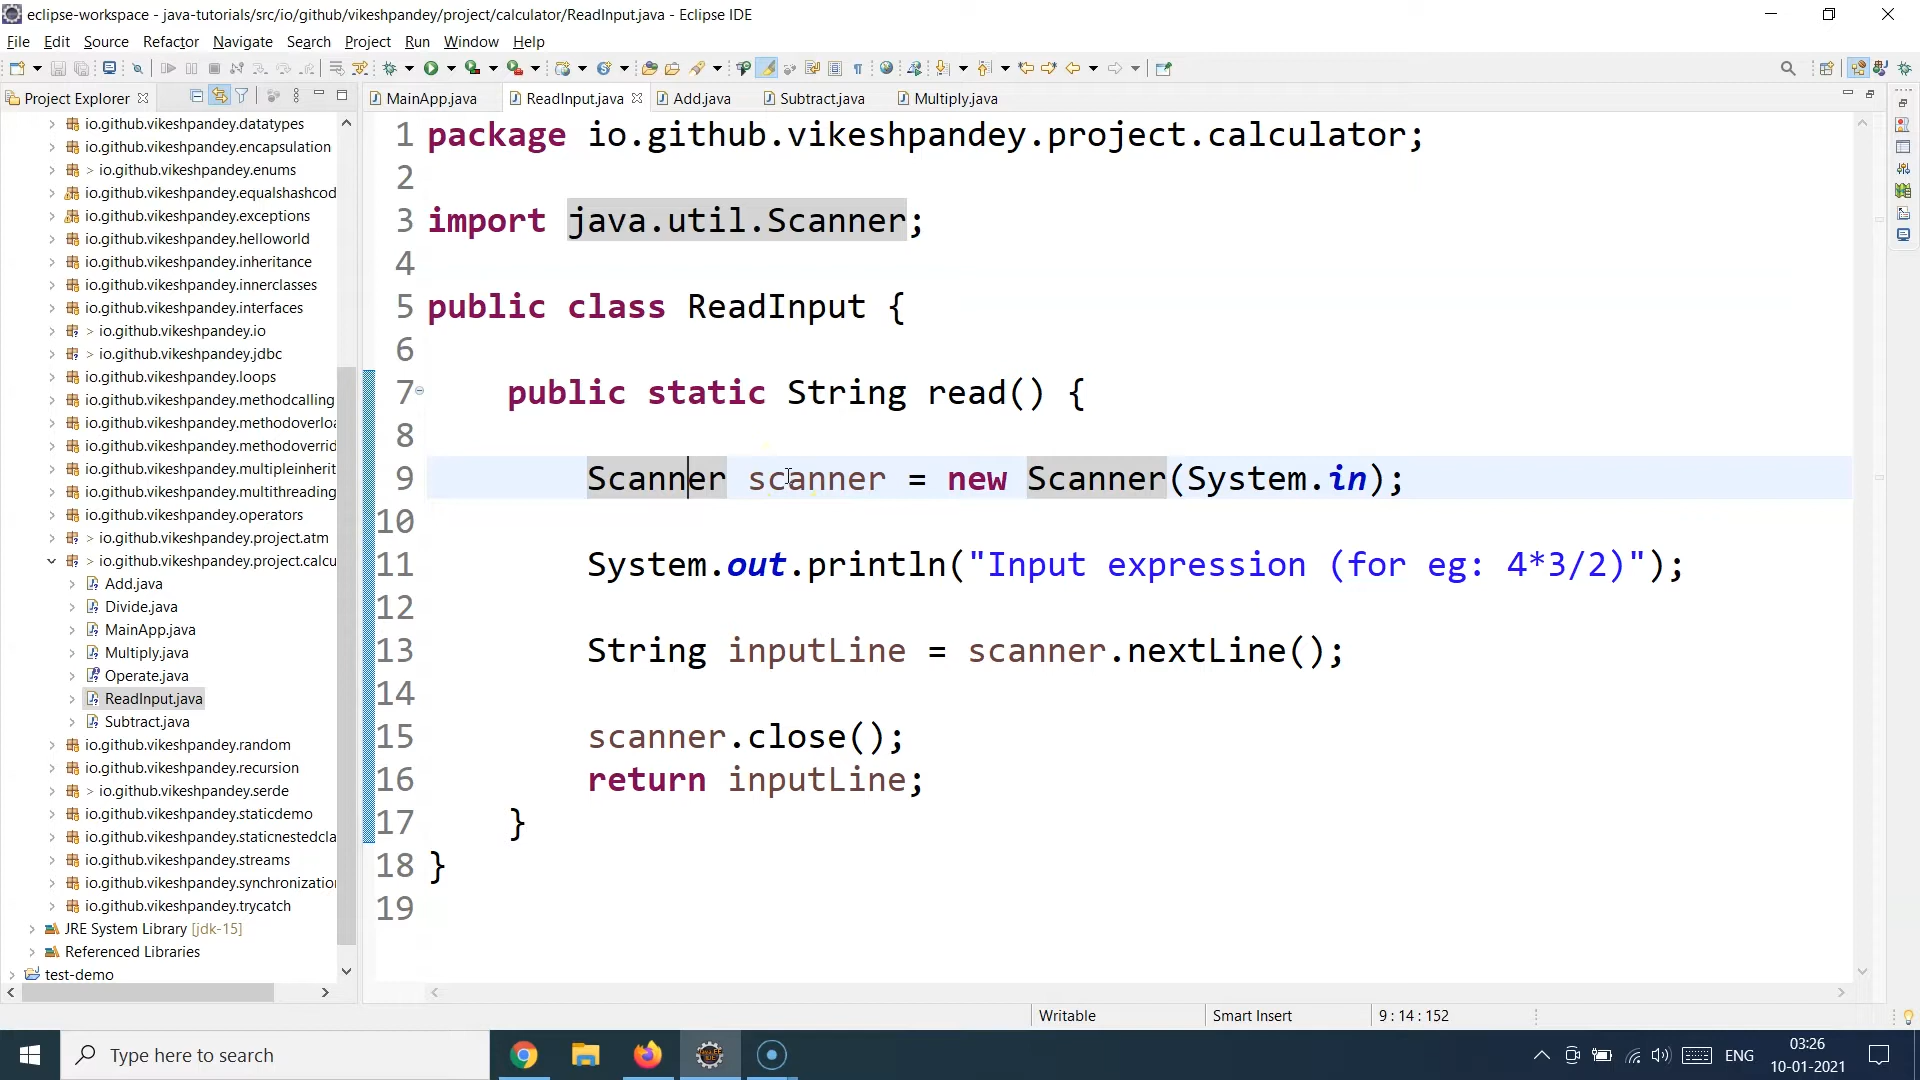 eclipse-workspace - java-tutorials/src/io/github/vikeshpandey/project/calculator/ReadInput.java - Eclipse IDE
File Edit Source Refactor Navigate Search Project Run Window Help
Project Explorer
MainApp.java ReadInput.java Add.java Subtract.java Multiply.java
io.github.vikeshpandey.datatypes
io.github.vikeshpandey.encapsulation
> io.github.vikeshpandey.enums
io.github.vikeshpandey.equalshashcod
io.github.vikeshpandey.exceptions
io.github.vikeshpandey.helloworld
io.github.vikeshpandey.inheritance
io.github.vikeshpandey.innerclasses
io.github.vikeshpandey.interfaces
> io.github.vikeshpandey.io
> io.github.vikeshpandey.jdbc
io.github.vikeshpandey.loops
io.github.vikeshpandey.methodcalling
io.github.vikeshpandey.methodoverloa
io.github.vikeshpandey.methodoverrid
io.github.vikeshpandey.multipleinherit
io.github.vikeshpandey.multithreading
io.github.vikeshpandey.operators
> io.github.vikeshpandey.project.atm
> io.github.vikeshpandey.project.calcu
Add.java
Divide.java
MainApp.java
Multiply.java
Operate.java
ReadInput.java
Subtract.java
io.github.vikeshpandey.random
io.github.vikeshpandey.recursion
> io.github.vikeshpandey.serde
io.github.vikeshpandey.staticdemo
io.github.vikeshpandey.staticnestedcla
io.github.vikeshpandey.streams
io.github.vikeshpandey.synchronization
io.github.vikeshpandey.trycatch
JRE System Library [jdk-15]
Referenced Libraries
test-demo
1 package io.github.vikeshpandey.project.calculator;
2
3 import java.util.Scanner;
4
5 public class ReadInput {
6
7 public static String read() {
8
9 Scanner scanner = new Scanner(System.in);
10
11 System.out.println("Input expression (for eg: 4*3/2)");
12
13 String inputLine = scanner.nextLine();
14
15 scanner.close();
16 return inputLine;
17 }
18 }
19
Writable Smart Insert 9 : 14 : 152
Type here to search
ENG
03:26
10-01-2021